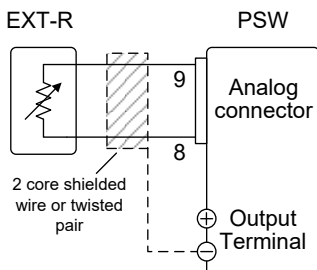 EXT-R
PSW
9
Analog
connector
8
2 core shielded
wire or twisted
pair
+
Output
Terminal
-